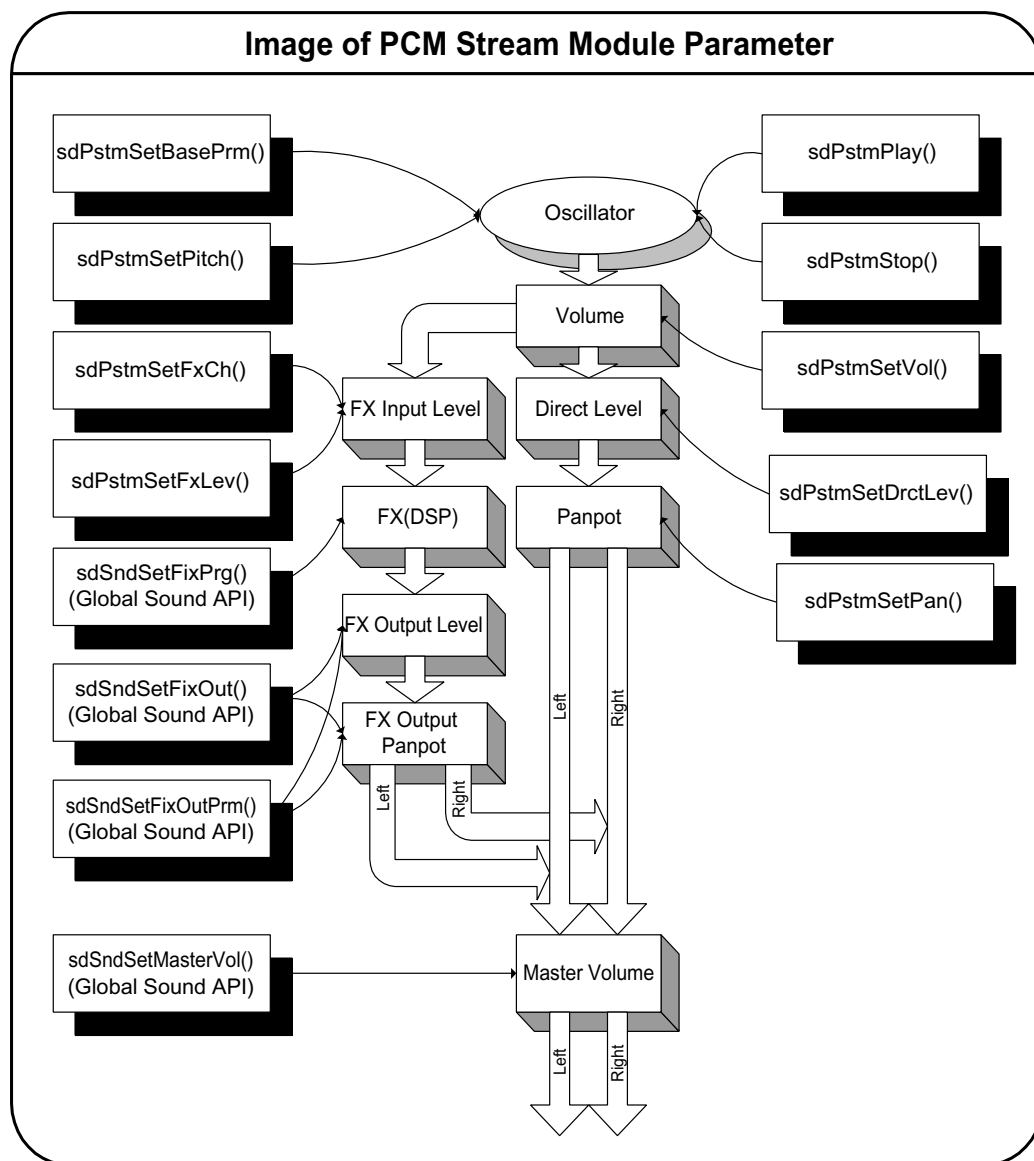 Image of PCM Stream Module Parameter
sdPstmSetBasePrm()
sdPstmPlay()
Oscillator
sdPstmSetPitch()
sdPstmStop()
Volume
sdPstmSetFxCh()
sdPstmSetVol()
FX Input Level
Direct Level
sdPstmSetFxLev()
sdPstmSetDrctLev()
FX(DSP)
Panpot
sdSndSetFixPrg()
(Global Sound API)
sdPstmSetPan()
FX Output Level
sdSndSetFixOut()
(Global Sound API)
Left
Right
FX Output
Panpot
Left
Right
sdSndSetFixOutPrm()
(Global Sound API)
sdSndSetMasterVol()
(Global Sound API)
Master Volume
Left
Right